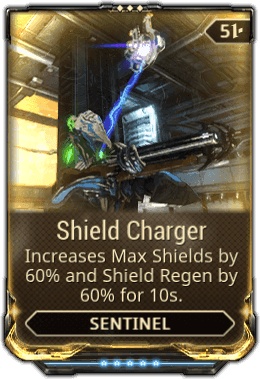 51
Shield Charger
Increases Max Shields by
60% and Shield Regen by
60% for 10s.
SENTINEL